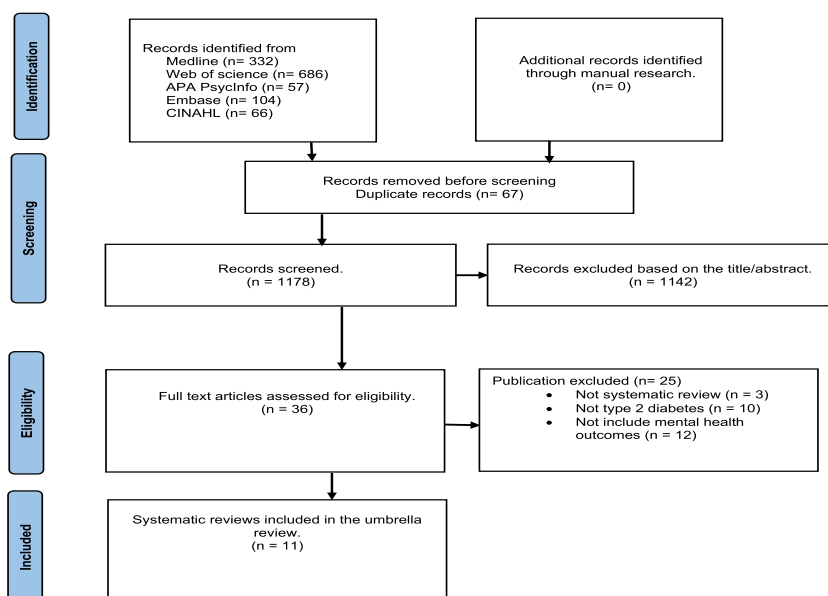 Identification
Records identified from
Medline (n= 332)
Web of science (n= 686)
APA PsycInfo (n= 57)
Embase (n= 104)
CINAHL (n= 66)
Additional records identified
through manual research.
(n= 0)
Screening
Records removed before screening
Duplicate records (n= 67)
Records screened.
(n = 1178)
Records excluded based on the title/abstract.
(n = 1142)
Eligibility
Full text articles assessed for eligibility.
(n = 36)
Publication excluded (n= 25)
• Not systematic review (n = 3)
• Not type 2 diabetes (n = 10)
• Not include mental health
outcomes (n = 12)
Included
Systematic reviews included in the umbrella
review.
(n = 11)